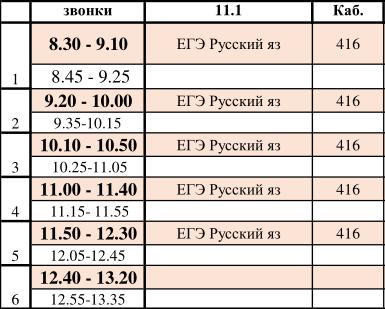 звонки 11.1 Каб.
8.30 - 9.10 ЕГЭ Русский яз 416
1 8.45 - 9.25
9.20 - 10.00 ЕГЭ Русский яз 416
2 9.35-10.15
10.10 - 10.50 ЕГЭ Русский яз 416
3 10.25-11.05
11.00 - 11.40 ЕГЭ Русский яз 416
4 11.15- 11.55
11.50 - 12.30 ЕГЭ Русский яз 416
5 12.05-12.45
12.40 - 13.20
6 12.55-13.35